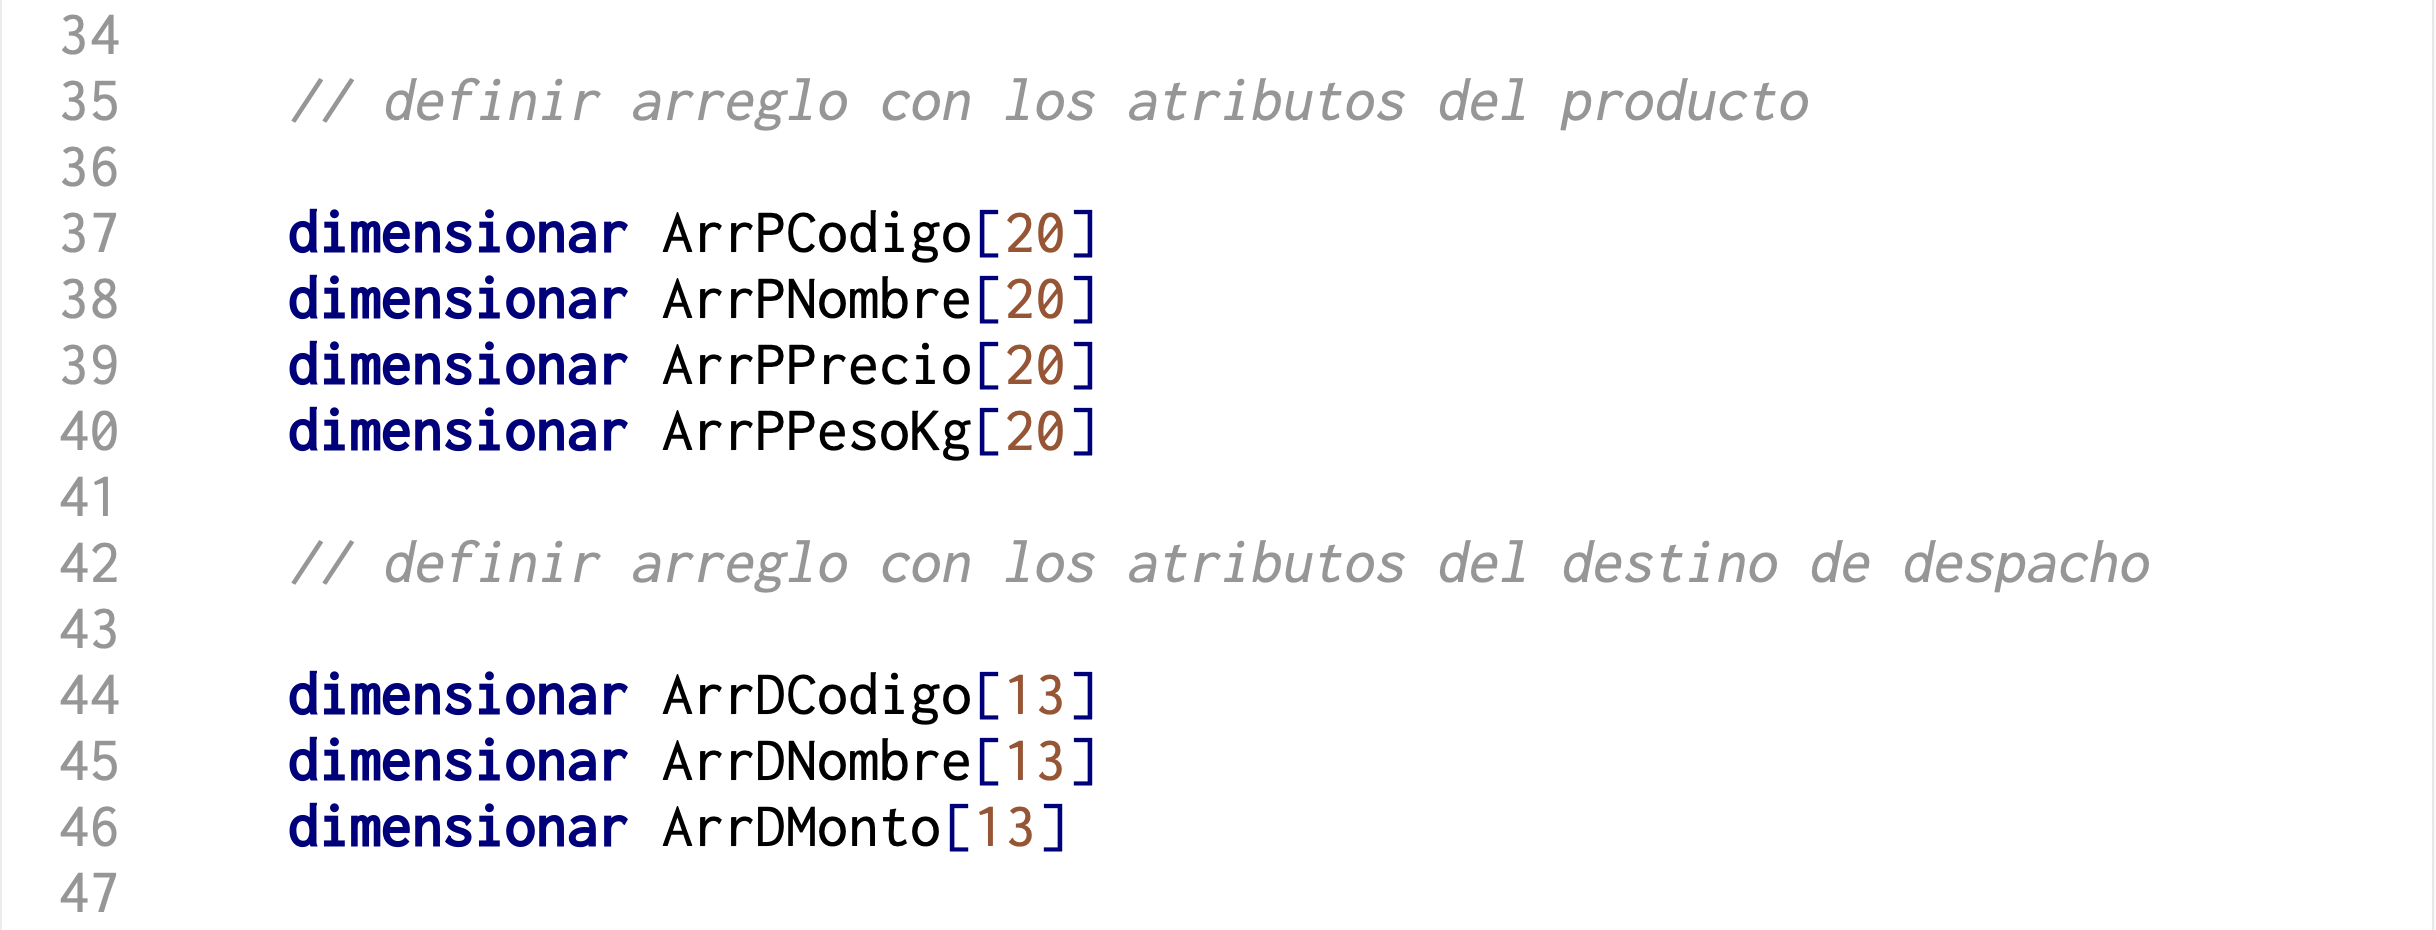 34
35 // definir arreglo con los atributos del producto
36
37 dimensionar ArrPCodigo[20]
38 dimensionar ArrPNombre[20]
39 dimensionar ArrPPrecio[20]
40 dimensionar ArrPPesoKg[20]
41
42 // definir arreglo con los atributos del destino de despacho
43
44 dimensionar ArrDCodigo[13]
45 dimensionar ArrDNombre[13]
46 dimensionar ArrDMonto[13]
47